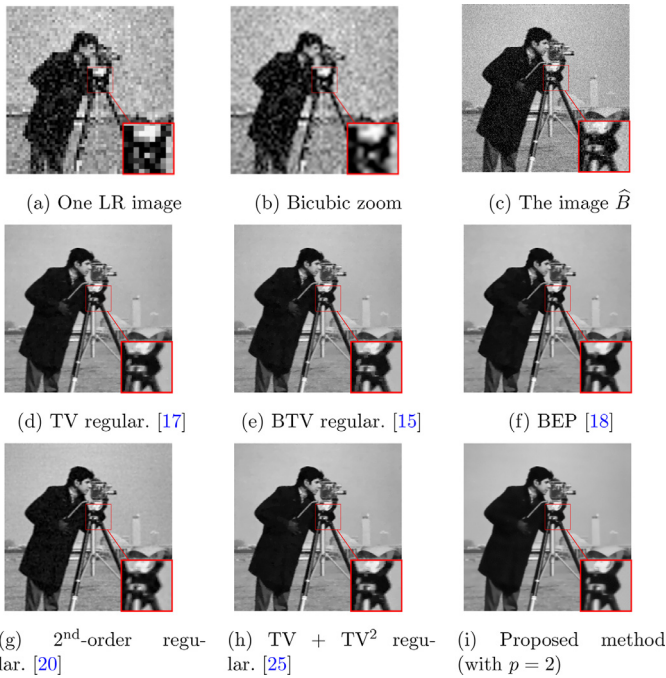 (a) One LR image
(b) Bicubic zoom
(c) The image B̂
(d) TV regular. [17]
(e) BTV regular. [15]
(f) BEP [18]
(g) 2nd-order regu-
lar. [20]
(h) TV + TV² regu-
lar. [25]
(i) Proposed method
(with p = 2)